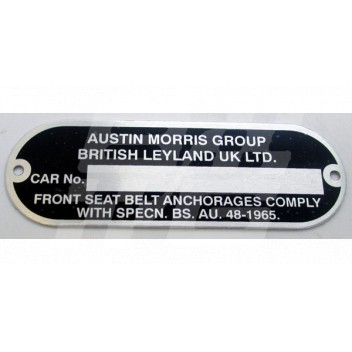 AUSTIN MORRIS GROUP
BRITISH LEYLAND UK LTD.
CAR No.
FRONT SEAT BELT ANCHORAGES COMPLY
WITH SPECN. BS. AU. 48-1965.